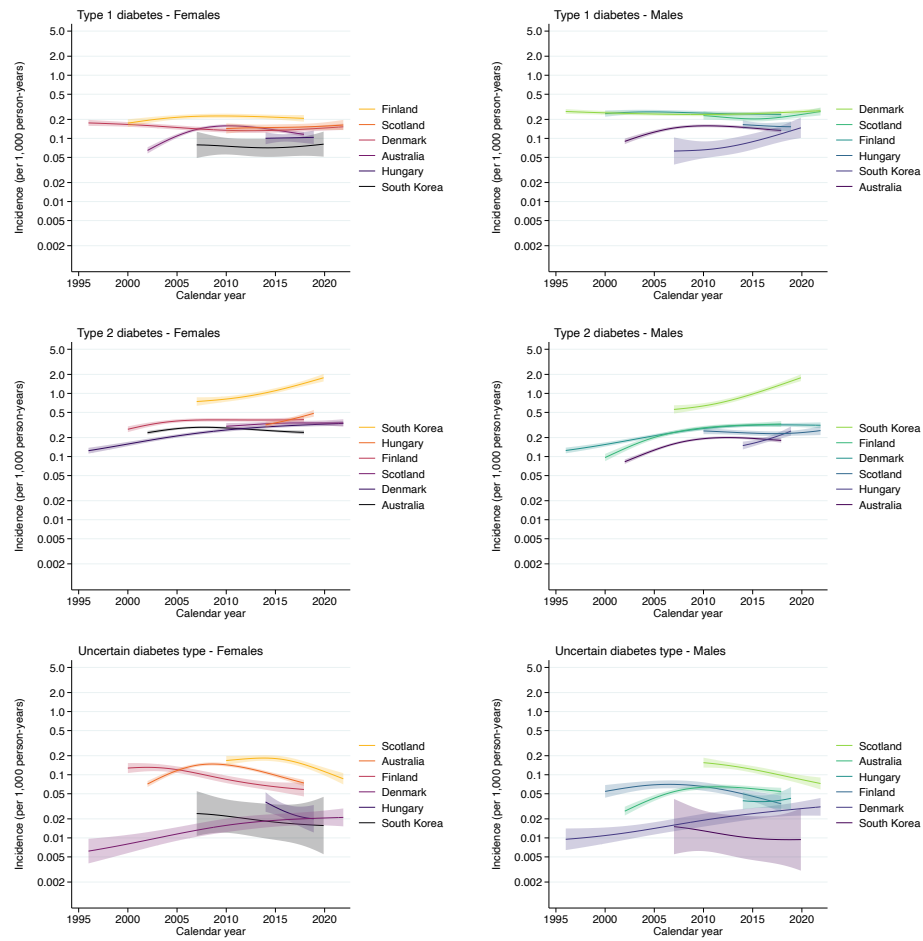 Type 1 diabetes - Females
Incidence (per 1,000 person-years)
5.0
2.0
1.0
0.5
0.2
0.1
0.05
0.02
0.01
0.005
0.002
1995 2000 2005 2010 2015 2020
Calendar year
Finland
Scotland
Denmark
Australia
Hungary
South Korea
Type 1 diabetes - Males
Incidence (per 1,000 person-years)
5.0
2.0
1.0
0.5
0.2
0.1
0.05
0.02
0.01
0.005
0.002
1995 2000 2005 2010 2015 2020
Calendar year
Denmark
Scotland
Finland
Hungary
South Korea
Australia
Type 2 diabetes - Females
Incidence (per 1,000 person-years)
5.0
2.0
1.0
0.5
0.2
0.1
0.05
0.02
0.01
0.005
0.002
1995 2000 2005 2010 2015 2020
Calendar year
South Korea
Hungary
Finland
Scotland
Denmark
Australia
Type 2 diabetes - Males
Incidence (per 1,000 person-years)
5.0
2.0
1.0
0.5
0.2
0.1
0.05
0.02
0.01
0.005
0.002
1995 2000 2005 2010 2015 2020
Calendar year
South Korea
Finland
Denmark
Scotland
Hungary
Australia
Uncertain diabetes type - Females
Incidence (per 1,000 person-years)
5.0
2.0
1.0
0.5
0.2
0.1
0.05
0.02
0.01
0.005
0.002
1995 2000 2005 2010 2015 2020
Calendar year
Scotland
Australia
Finland
Denmark
Hungary
South Korea
Uncertain diabetes type - Males
Incidence (per 1,000 person-years)
5.0
2.0
1.0
0.5
0.2
0.1
0.05
0.02
0.01
0.005
0.002
1995 2000 2005 2010 2015 2020
Calendar year
Scotland
Australia
Hungary
Finland
Denmark
South Korea